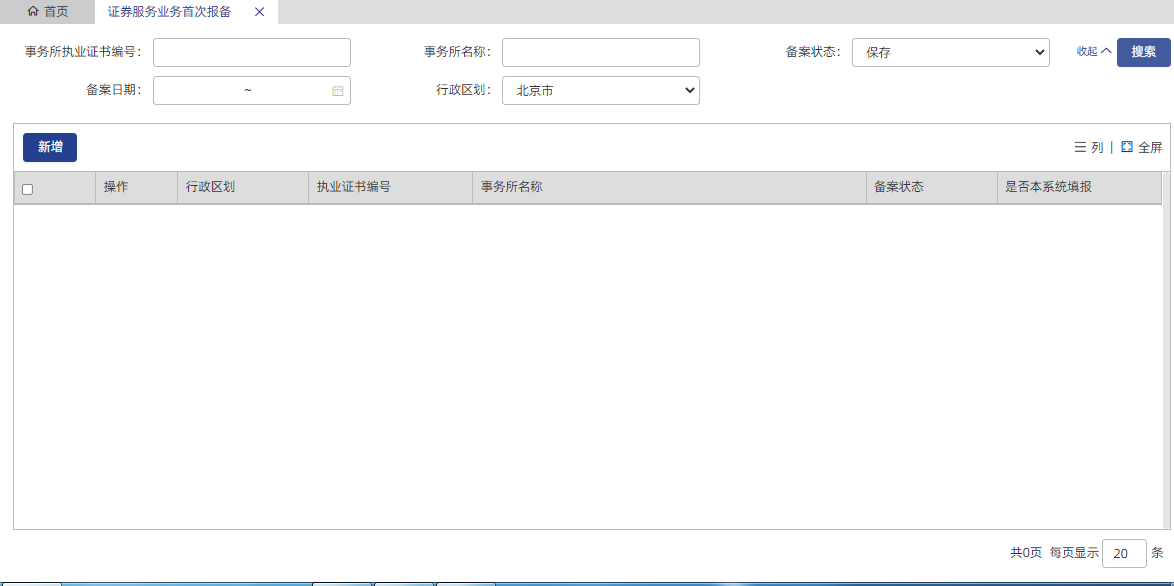 首页 证券服务业务首次报备
事务所执业证书编号： 事务所名称： 备案状态： 保存 收起 搜索
备案日期： ~ 行政区划： 北京市
新增 列 | 全屏
操作 行政区划 执业证书编号 事务所名称 备案状态 是否本系统填报
共0页 每页显示 20 条